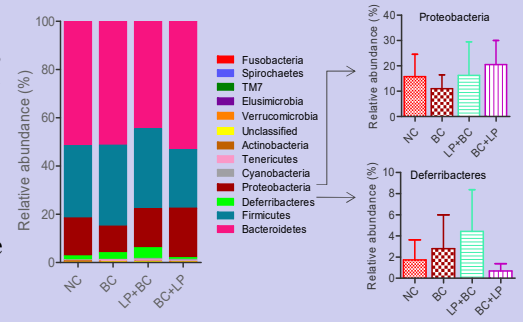 Relative abundance (%)
100
80
60
40
20
0
NC
BC
LP+BC
BC+LP
Fusobacteria
Spirochaetes
TM7
Elusimicrobia
Verrucomicrobia
Unclassified
Actinobacteria
Tenericutes
Cyanobacteria
Proteobacteria
Deferribacteres
Firmicutes
Bacteroidetes
Proteobacteria
Relative abundance (%)
40
30
20
10
0
NC
BC
LP+BC
BC+LP
Deferribacteres
Relative abundance (%)
10
8
6
4
2
0
NC
BC
LP+BC
BC+LP